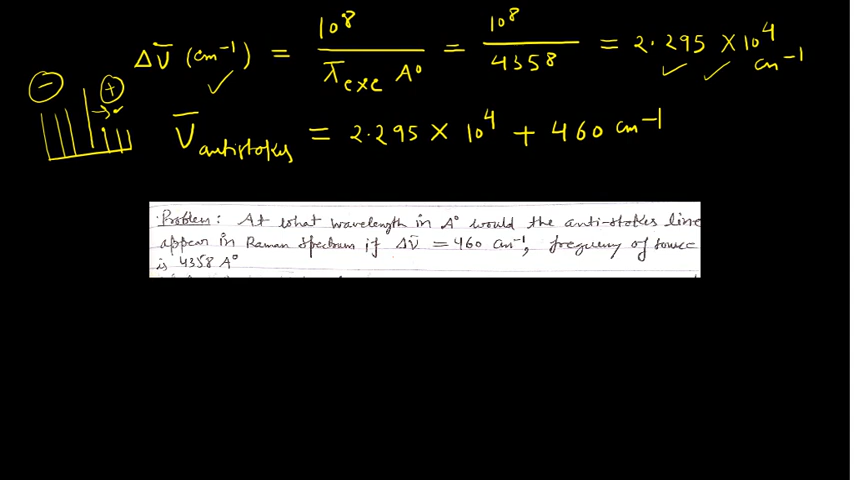 Δν̅ (cm⁻¹) = 10⁸ / λ̅exc A° = 10⁸ / 4358 = 2.295 × 10⁴ cm⁻¹
− +
ν̅antistokes = 2.295 × 10⁴ + 460 cm⁻¹
Problem: At what wavelength in A° would the anti-stokes line
appear in Raman Spectrum if Δν̅ = 460 cm⁻¹, frequency of source
is 4358 A°